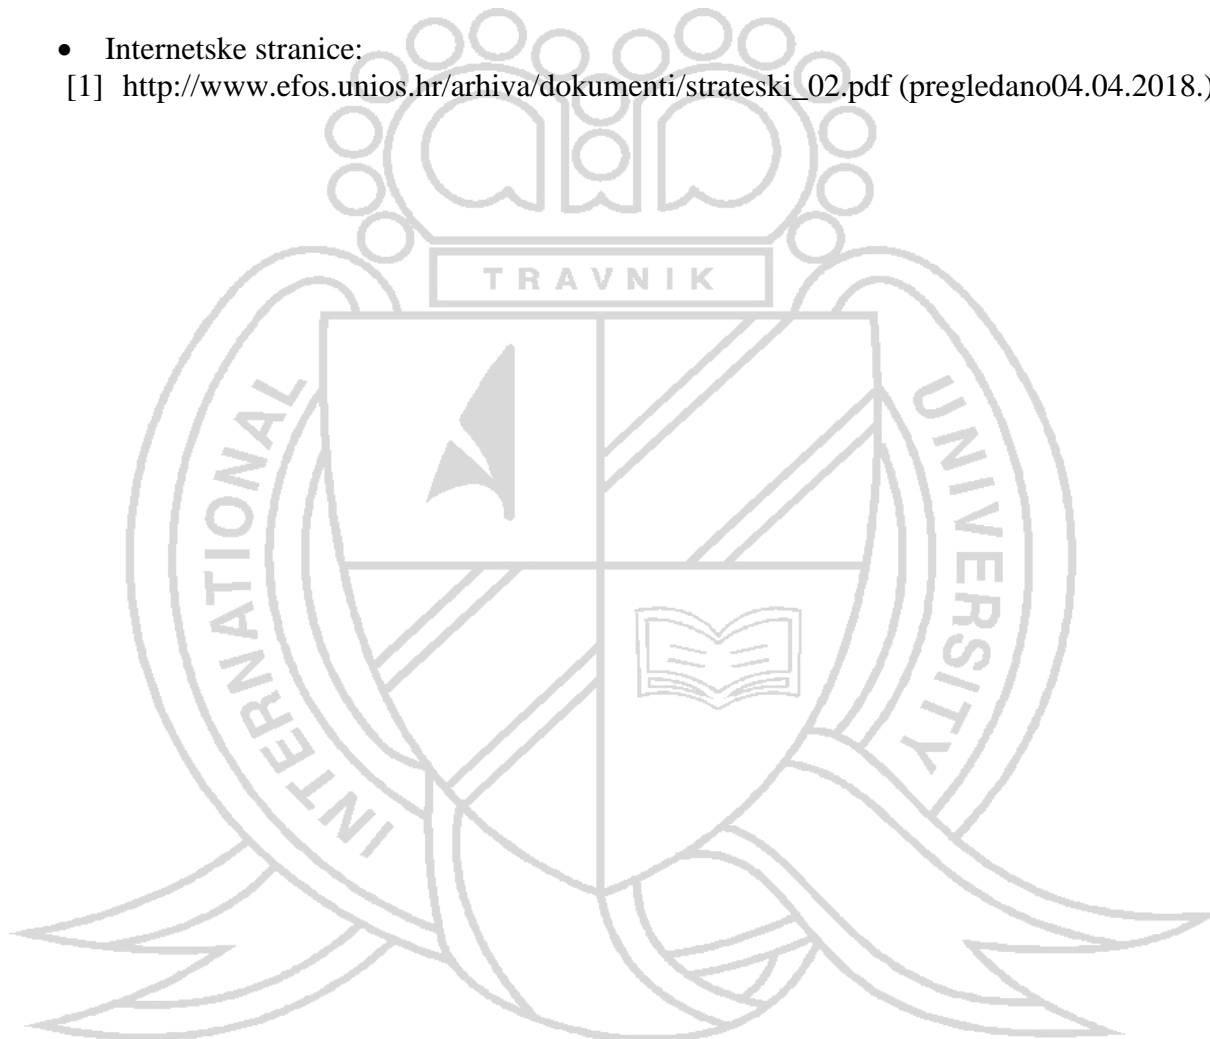 • Internetske stranice:
[1] http://www.efos.unios.hr/arhiva/dokumenti/strateski_02.pdf (pregledano04.04.2018.)
TRAVNIK
INTERNATIONAL
UNIVERSITY